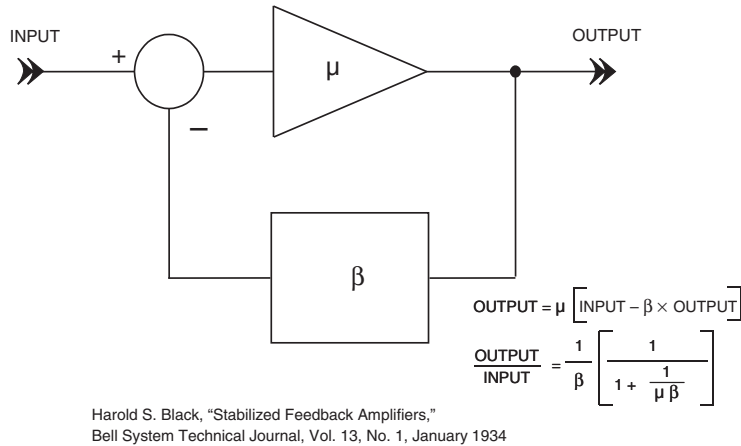 INPUT
OUTPUT
+
−
μ
β
OUTPUT = μ [INPUT – β × OUTPUT]
OUTPUT / INPUT = 1 / β [ 1 / (1 + 1 / μ β) ]
Harold S. Black, “Stabilized Feedback Amplifiers,”
Bell System Technical Journal, Vol. 13, No. 1, January 1934